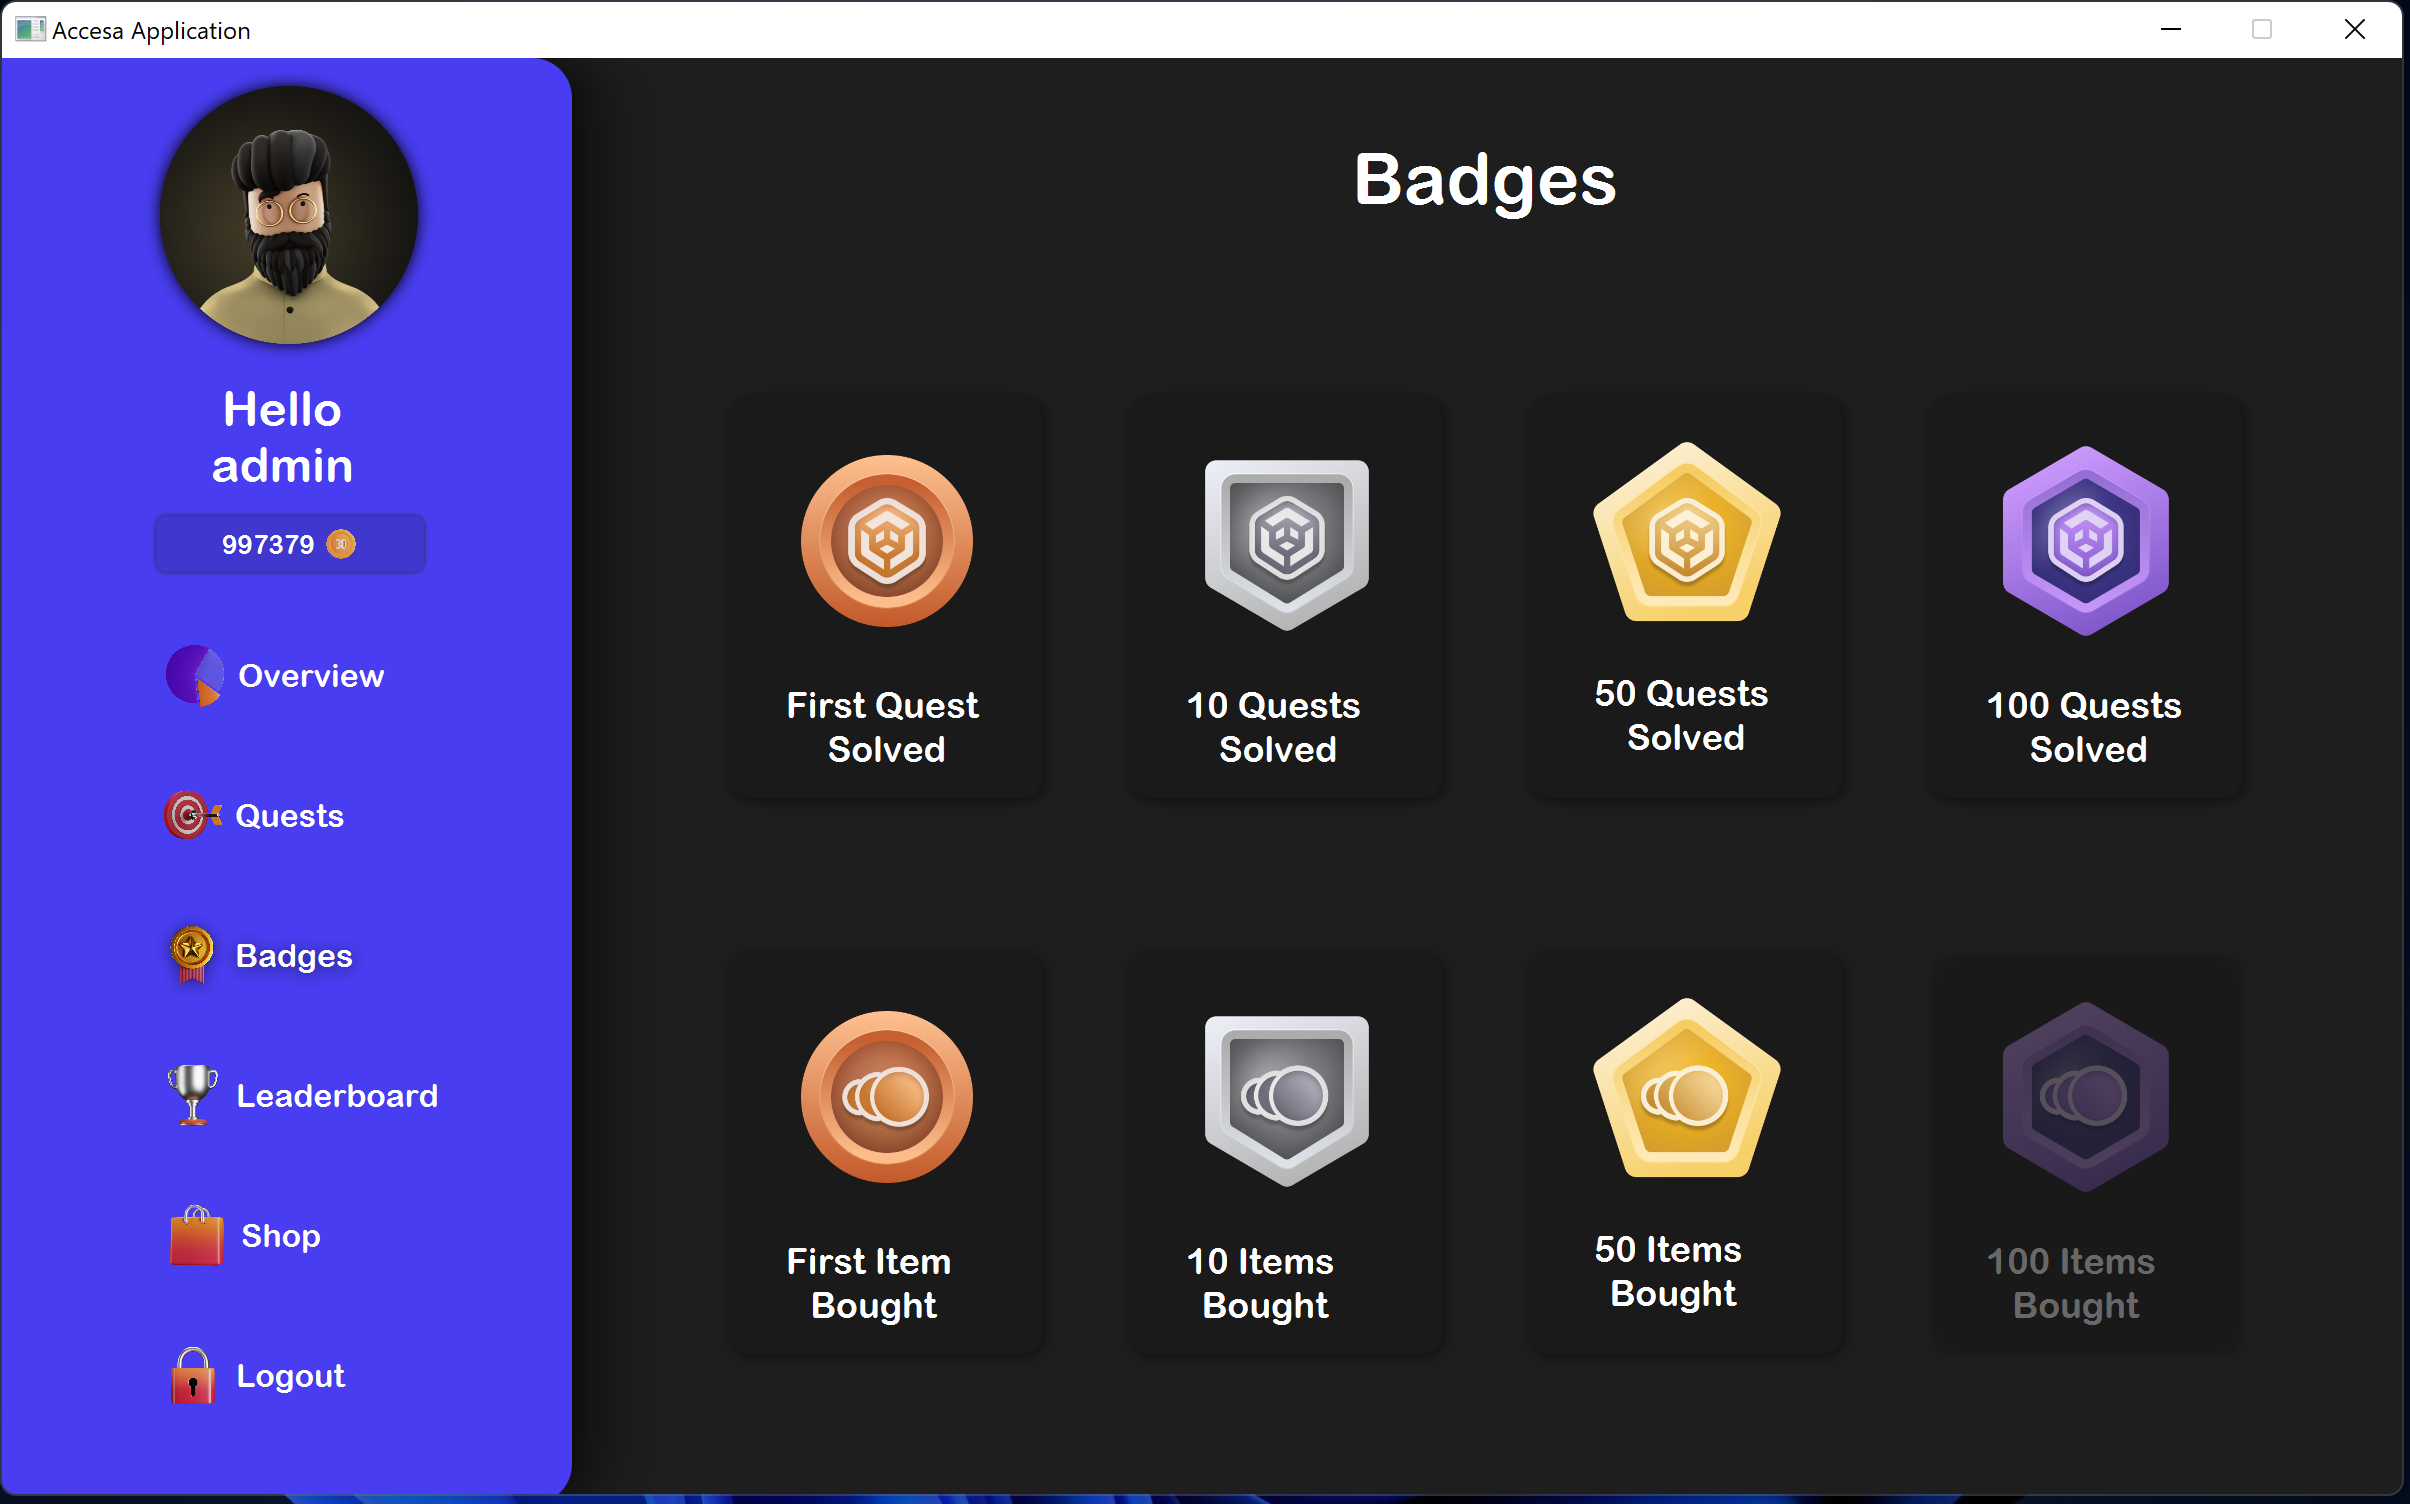 Accesa Application
Hello
admin
997379
Overview
Quests
Badges
Leaderboard
Shop
Logout
Badges
First Quest
Solved
10 Quests
Solved
50 Quests
Solved
100 Quests
Solved
First Item
Bought
10 Items
Bought
50 Items
Bought
100 Items
Bought